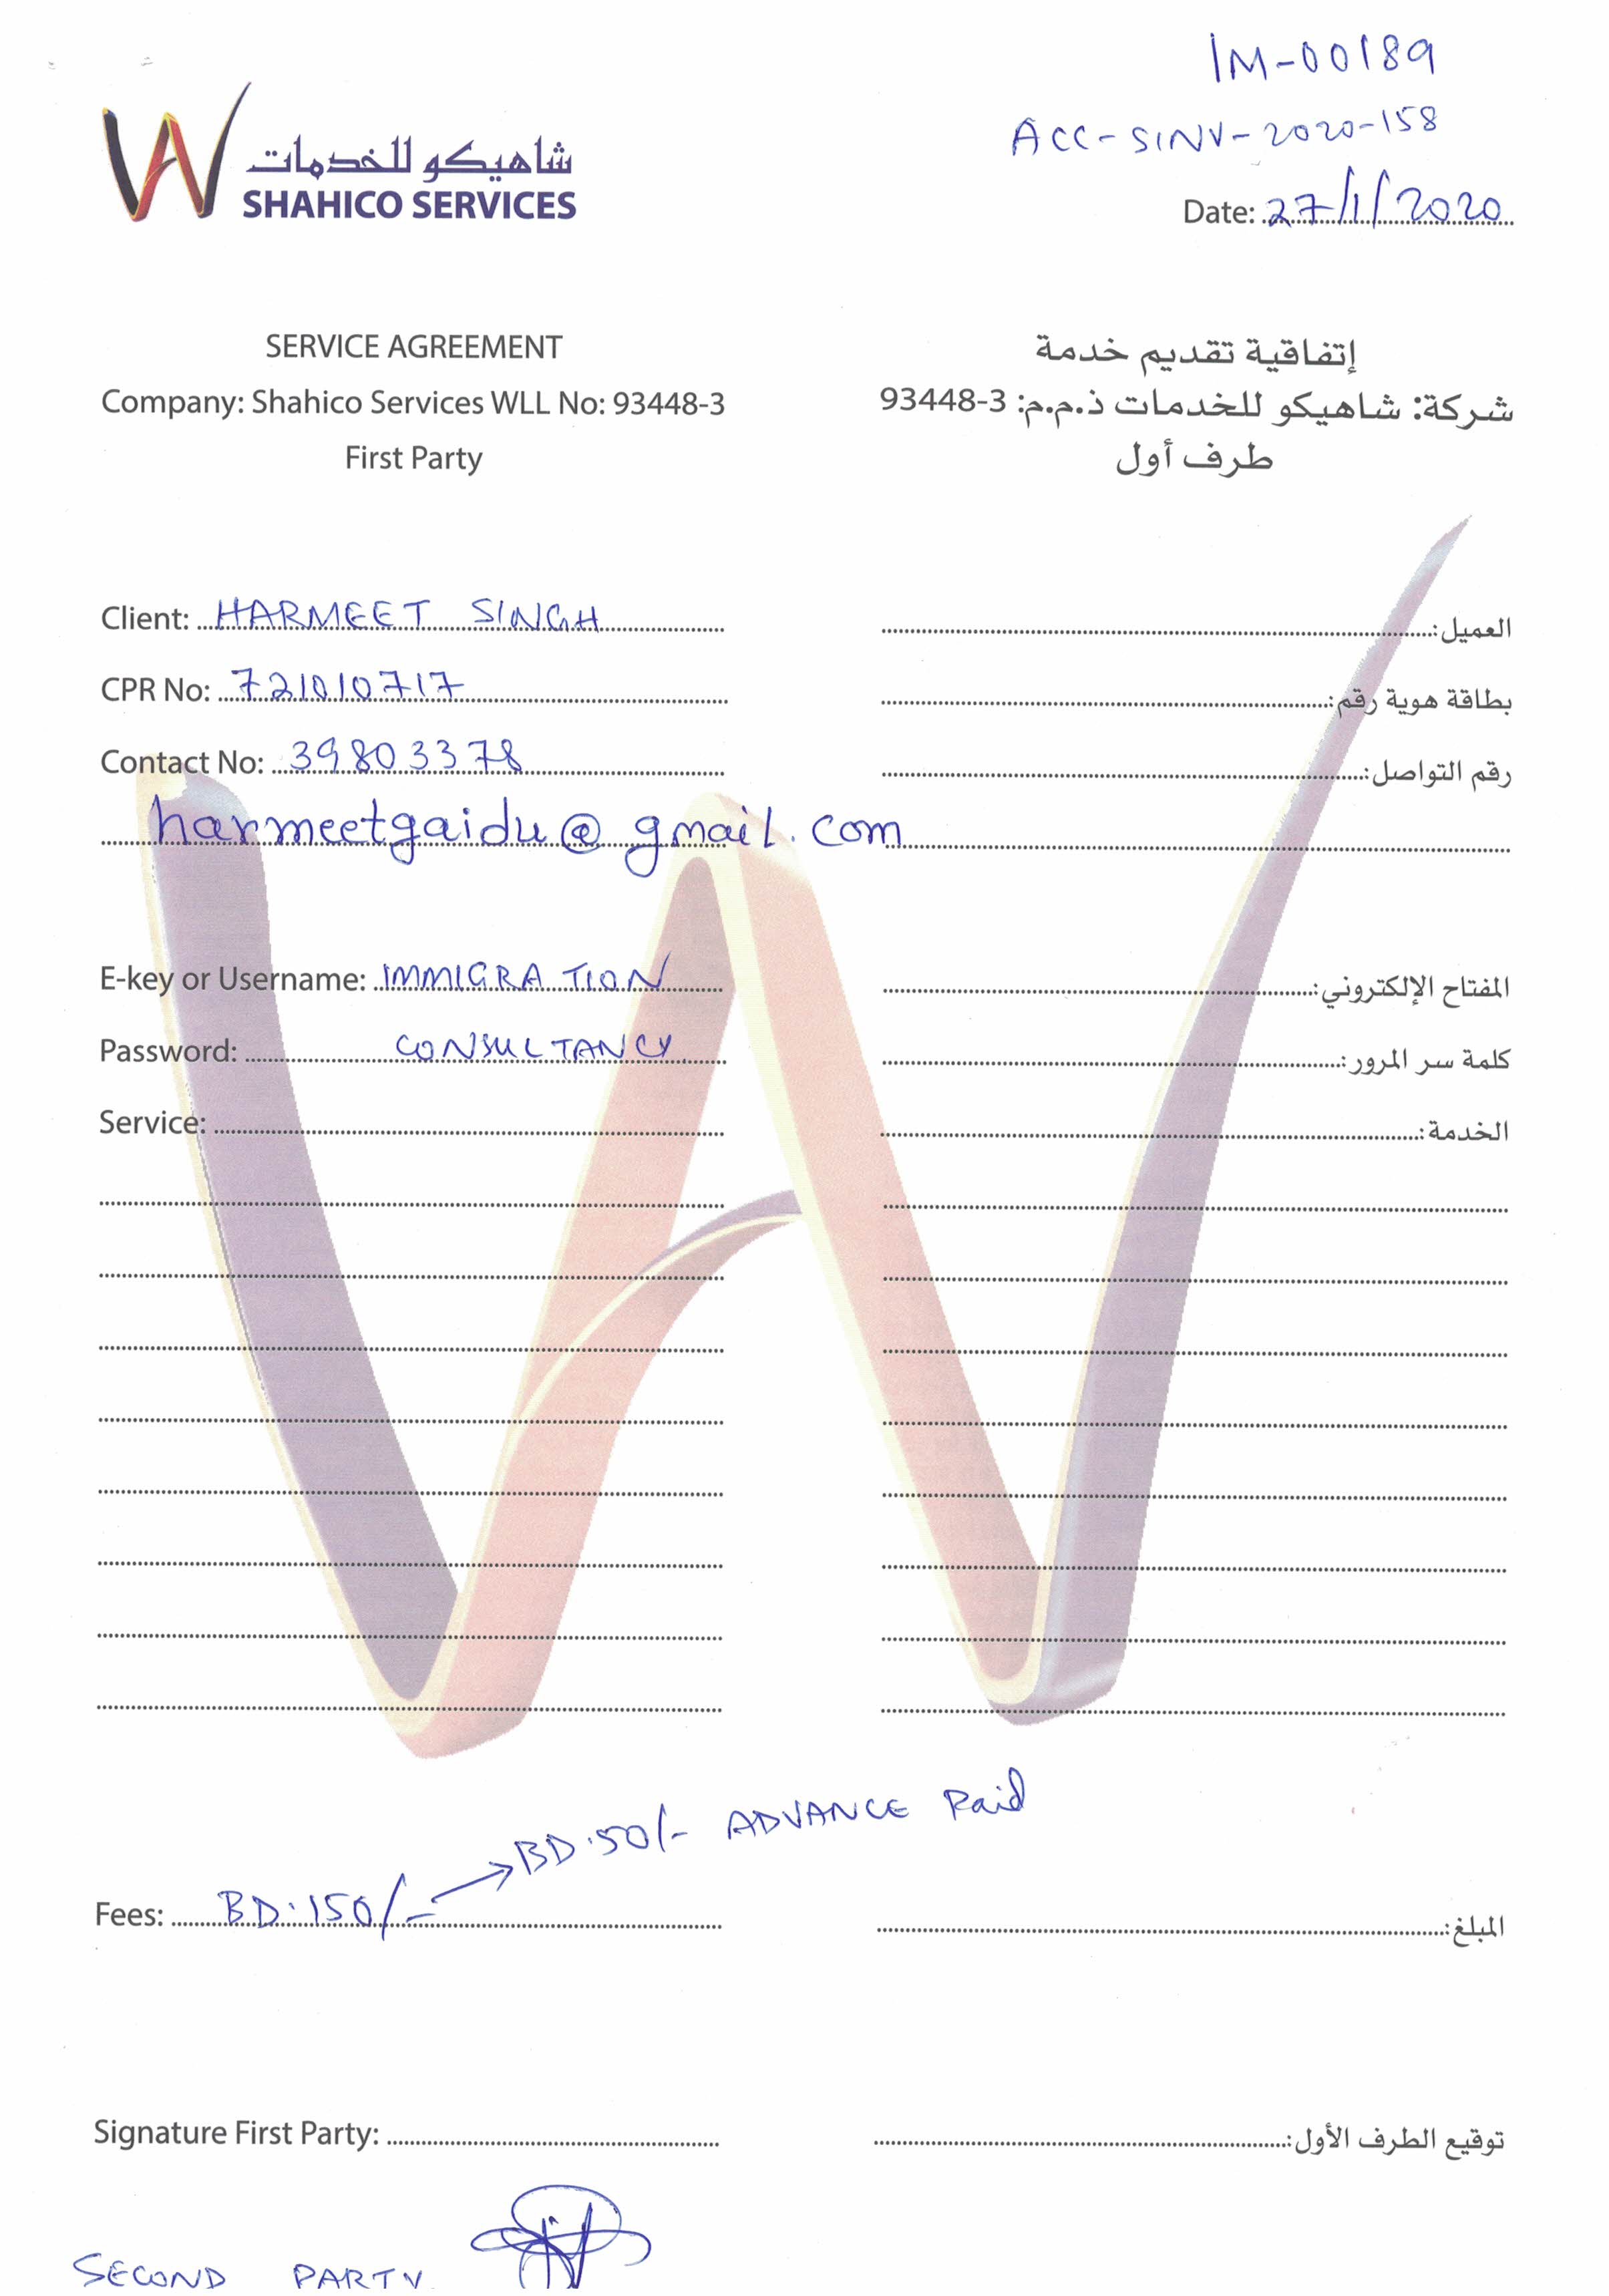 IM-00189
ACC-SINV-2020-158
شاهيكو للخدمات
SHAHICO SERVICES
Date: 27/1/2020
SERVICE AGREEMENT
Company: Shahico Services WLL No: 93448-3
First Party
إتفاقية تقديم خدمة
شركة: شاهيكو للخدمات ذ.م.م: 3-93448
طرف أول
Client: HARMEET SINGH
العميل:
CPR No: 721010717
بطاقة هوية رقم:
Contact No: 39803378
رقم التواصل:
harmeetgaidu@gmail.com
E-key or Username: IMMIGRATION
المفتاح الإلكتروني:
Password: CONSULTANCY
كلمة سر المرور:
Service:
الخدمة:
BD.50/- ADVANCE Paid
Fees: BD.150/-
المبلغ:
Signature First Party:
توقيع الطرف الأول:
SECOND PARTY